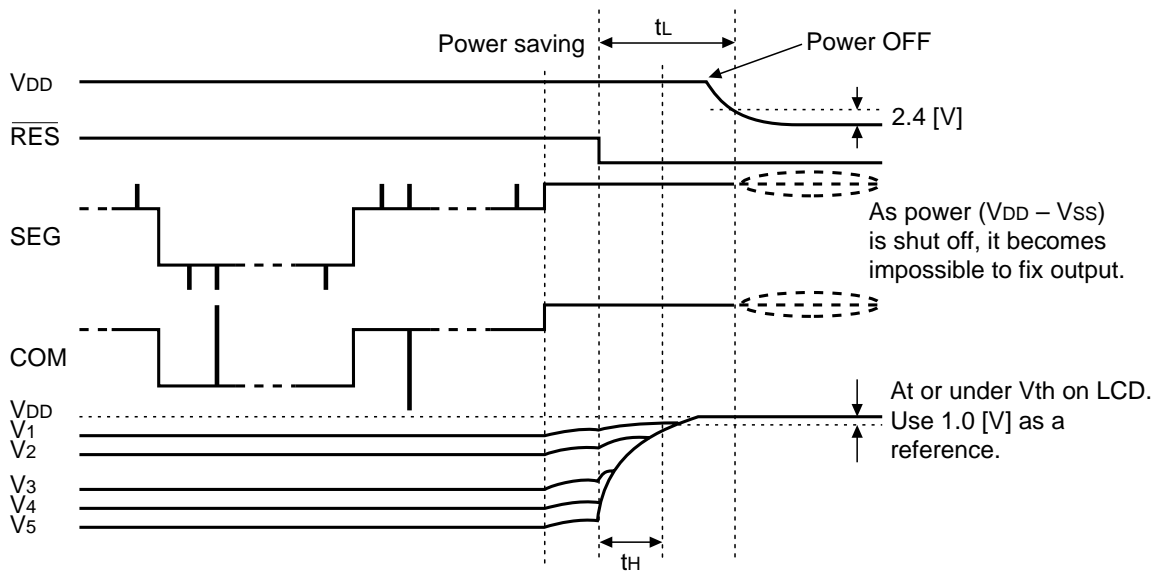 tL
Power saving
Power OFF
VDD
2.4 [V]
RES
SEG
As power (VDD – VSS)
is shut off, it becomes
impossible to fix output.
COM
VDD
At or under Vth on LCD.
V1
Use 1.0 [V] as a
V2
reference.
V3
V4
V5
tH